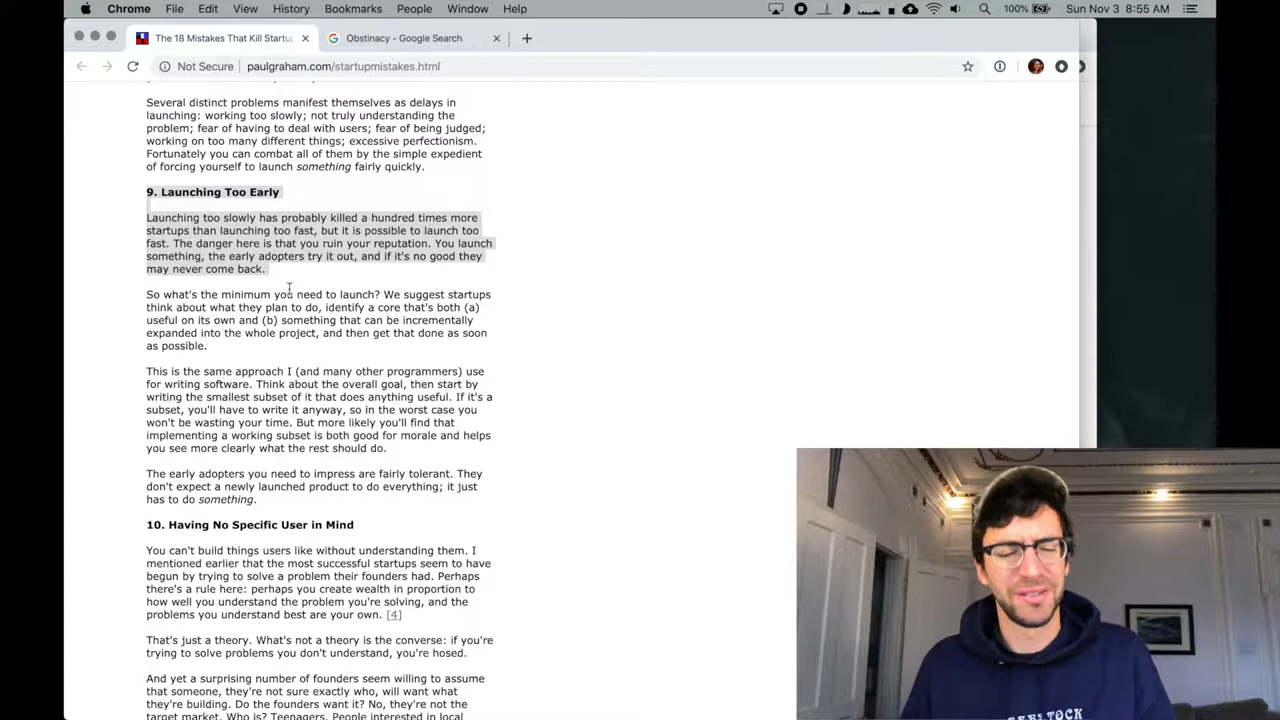 Chrome File Edit View History Bookmarks People Window Help 100% Sun Nov 3 8:55 AM
The 18 Mistakes That Kill Startu Obstinacy - Google Search
Not Secure paulgraham.com/startupmistakes.html
Several distinct problems manifest themselves as delays in
launching: working too slowly; not truly understanding the
problem; fear of having to deal with users; fear of being judged;
working on too many different things; excessive perfectionism.
Fortunately you can combat all of them by the simple expedient
of forcing yourself to launch something fairly quickly.
9. Launching Too Early
Launching too slowly has probably killed a hundred times more
startups than launching too fast, but it is possible to launch too
fast. The danger here is that you ruin your reputation. You launch
something, the early adopters try it out, and if it's no good they
may never come back.
So what's the minimum you need to launch? We suggest startups
think about what they plan to do, identify a core that's both (a)
useful on its own and (b) something that can be incrementally
expanded into the whole project, and then get that done as soon
as possible.
This is the same approach I (and many other programmers) use
for writing software. Think about the overall goal, then start by
writing the smallest subset of it that does anything useful. If it's a
subset, you'll have to write it anyway, so in the worst case you
won't be wasting your time. But more likely you'll find that
implementing a working subset is both good for morale and helps
you see more clearly what the rest should do.
The early adopters you need to impress are fairly tolerant. They
don't expect a newly launched product to do everything; it just
has to do something.
10. Having No Specific User in Mind
You can't build things users like without understanding them. I
mentioned earlier that the most successful startups seem to have
begun by trying to solve a problem their founders had. Perhaps
there's a rule here: perhaps you create wealth in proportion to
how well you understand the problem you're solving, and the
problems you understand best are your own. [4]
That's just a theory. What's not a theory is the converse: if you're
trying to solve problems you don't understand, you're hosed.
And yet a surprising number of founders seem willing to assume
that someone, they're not sure exactly who, will want what
they're building. Do the founders want it? No, they're not the
target market. Who is? Teenagers. People interested in local